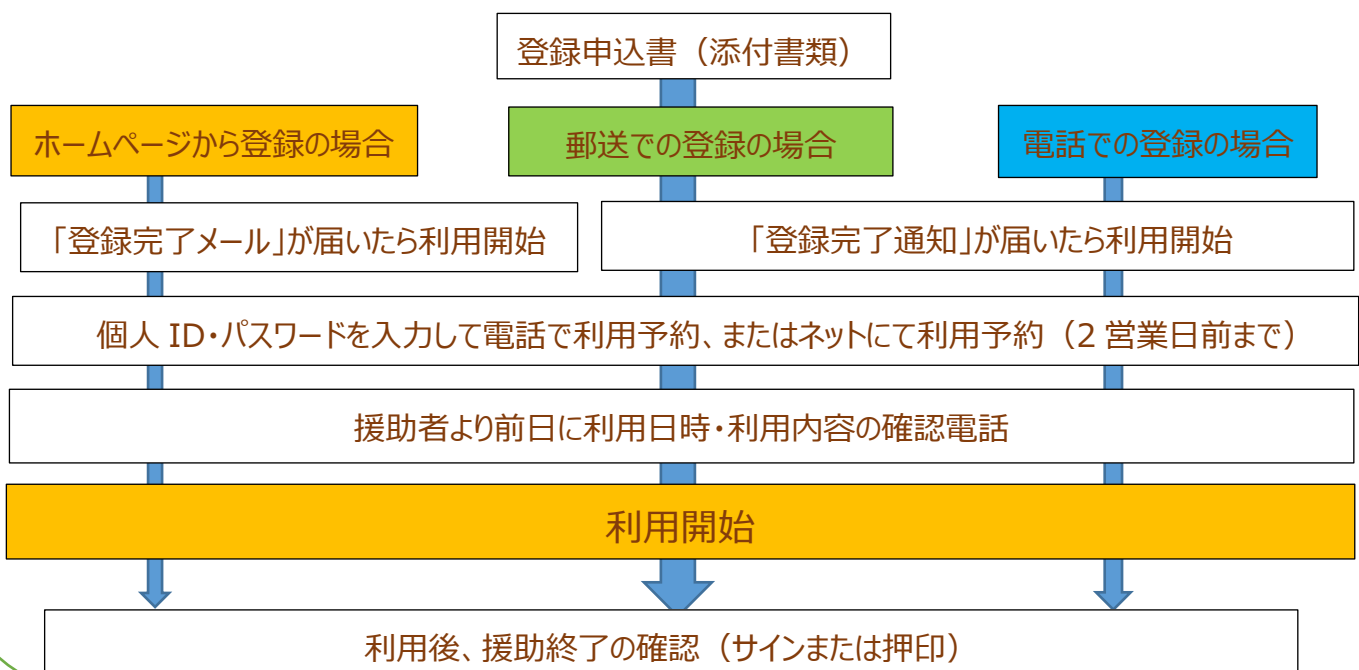 登録申込書（添付書類）
ホームページから登録の場合
郵送での登録の場合
電話での登録の場合
「登録完了メール」が届いたら利用開始
「登録完了通知」が届いたら利用開始
個人 ID・パスワードを入力して電話で利用予約、またはネットにて利用予約（2 営業日前まで）
援助者より前日に利用日時・利用内容の確認電話
利用開始
利用後、援助終了の確認（サインまたは押印）